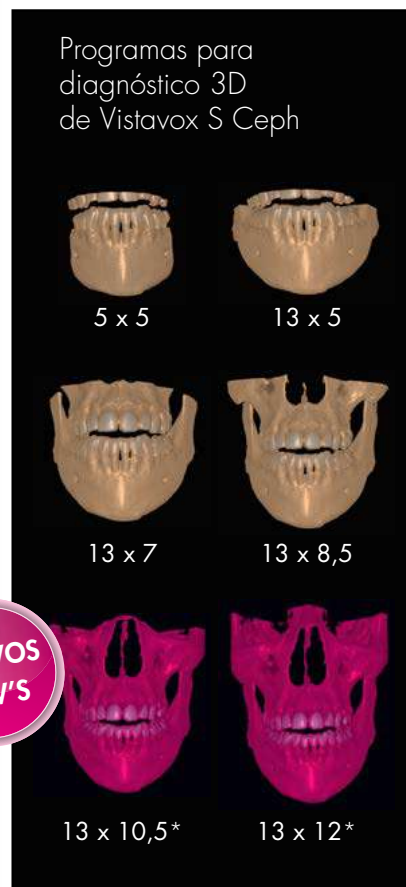 Programas para
diagnóstico 3D
de Vistavox S Ceph
5 x 5
13 x 5
13 x 7
13 x 8,5
13 x 10,5*
13 x 12*